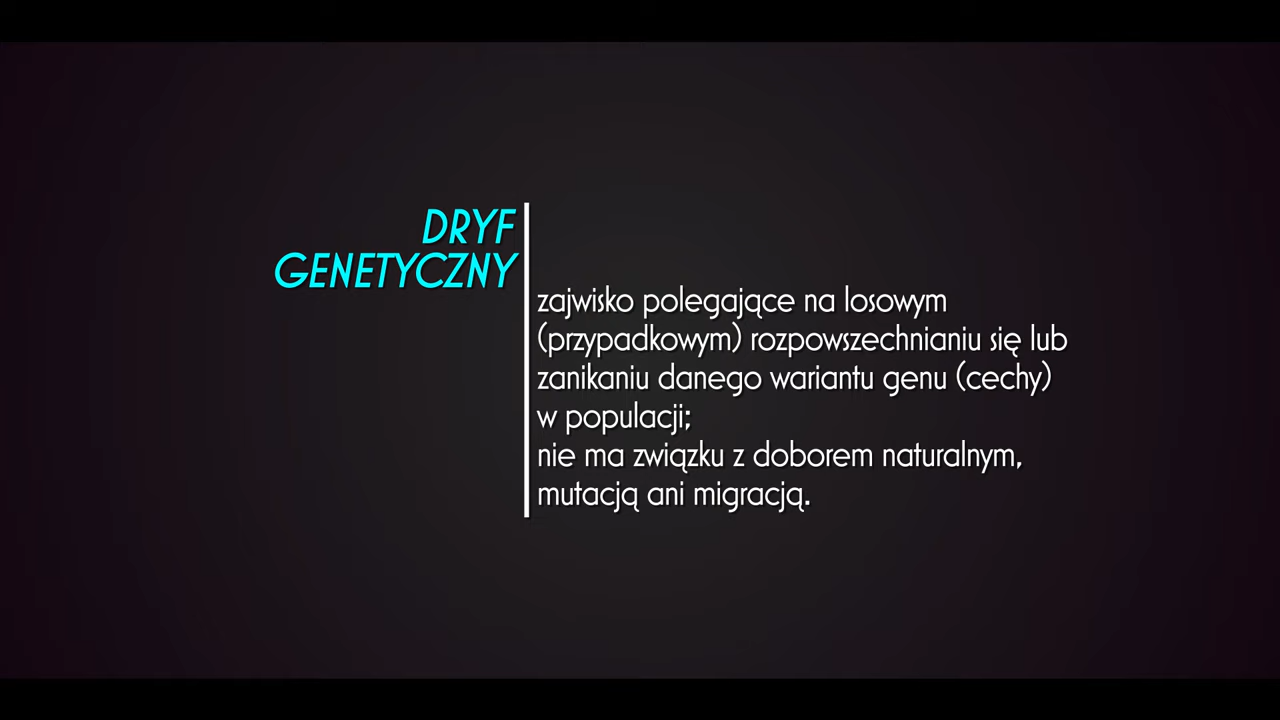 DRYF
GENETYCZNY
zajwisko polegające na losowym
(przypadkowym) rozpowszechnianiu się lub
zanikaniu danego wariantu genu (cechy)
w populacji;
nie ma związku z doborem naturalnym,
mutacją ani migracją.